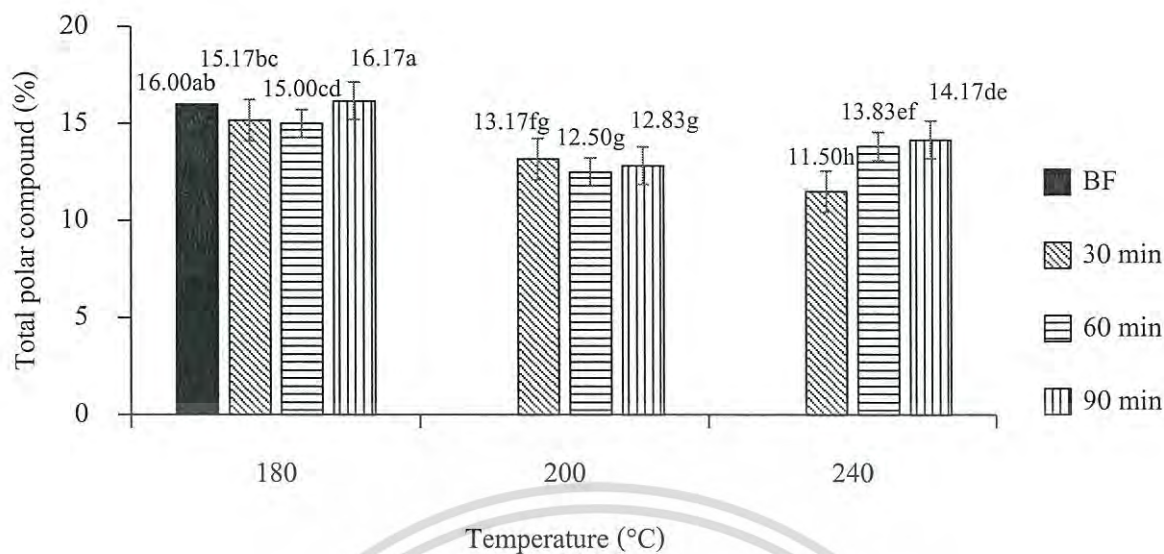 Total polar compound (%)
20
15
10
5
0
16.00ab
15.17bc
15.00cd
16.17a
13.17fg
12.50g
12.83g
11.50h
13.83ef
14.17de
180
200
240
Temperature (°C)
BF
30 min
60 min
90 min